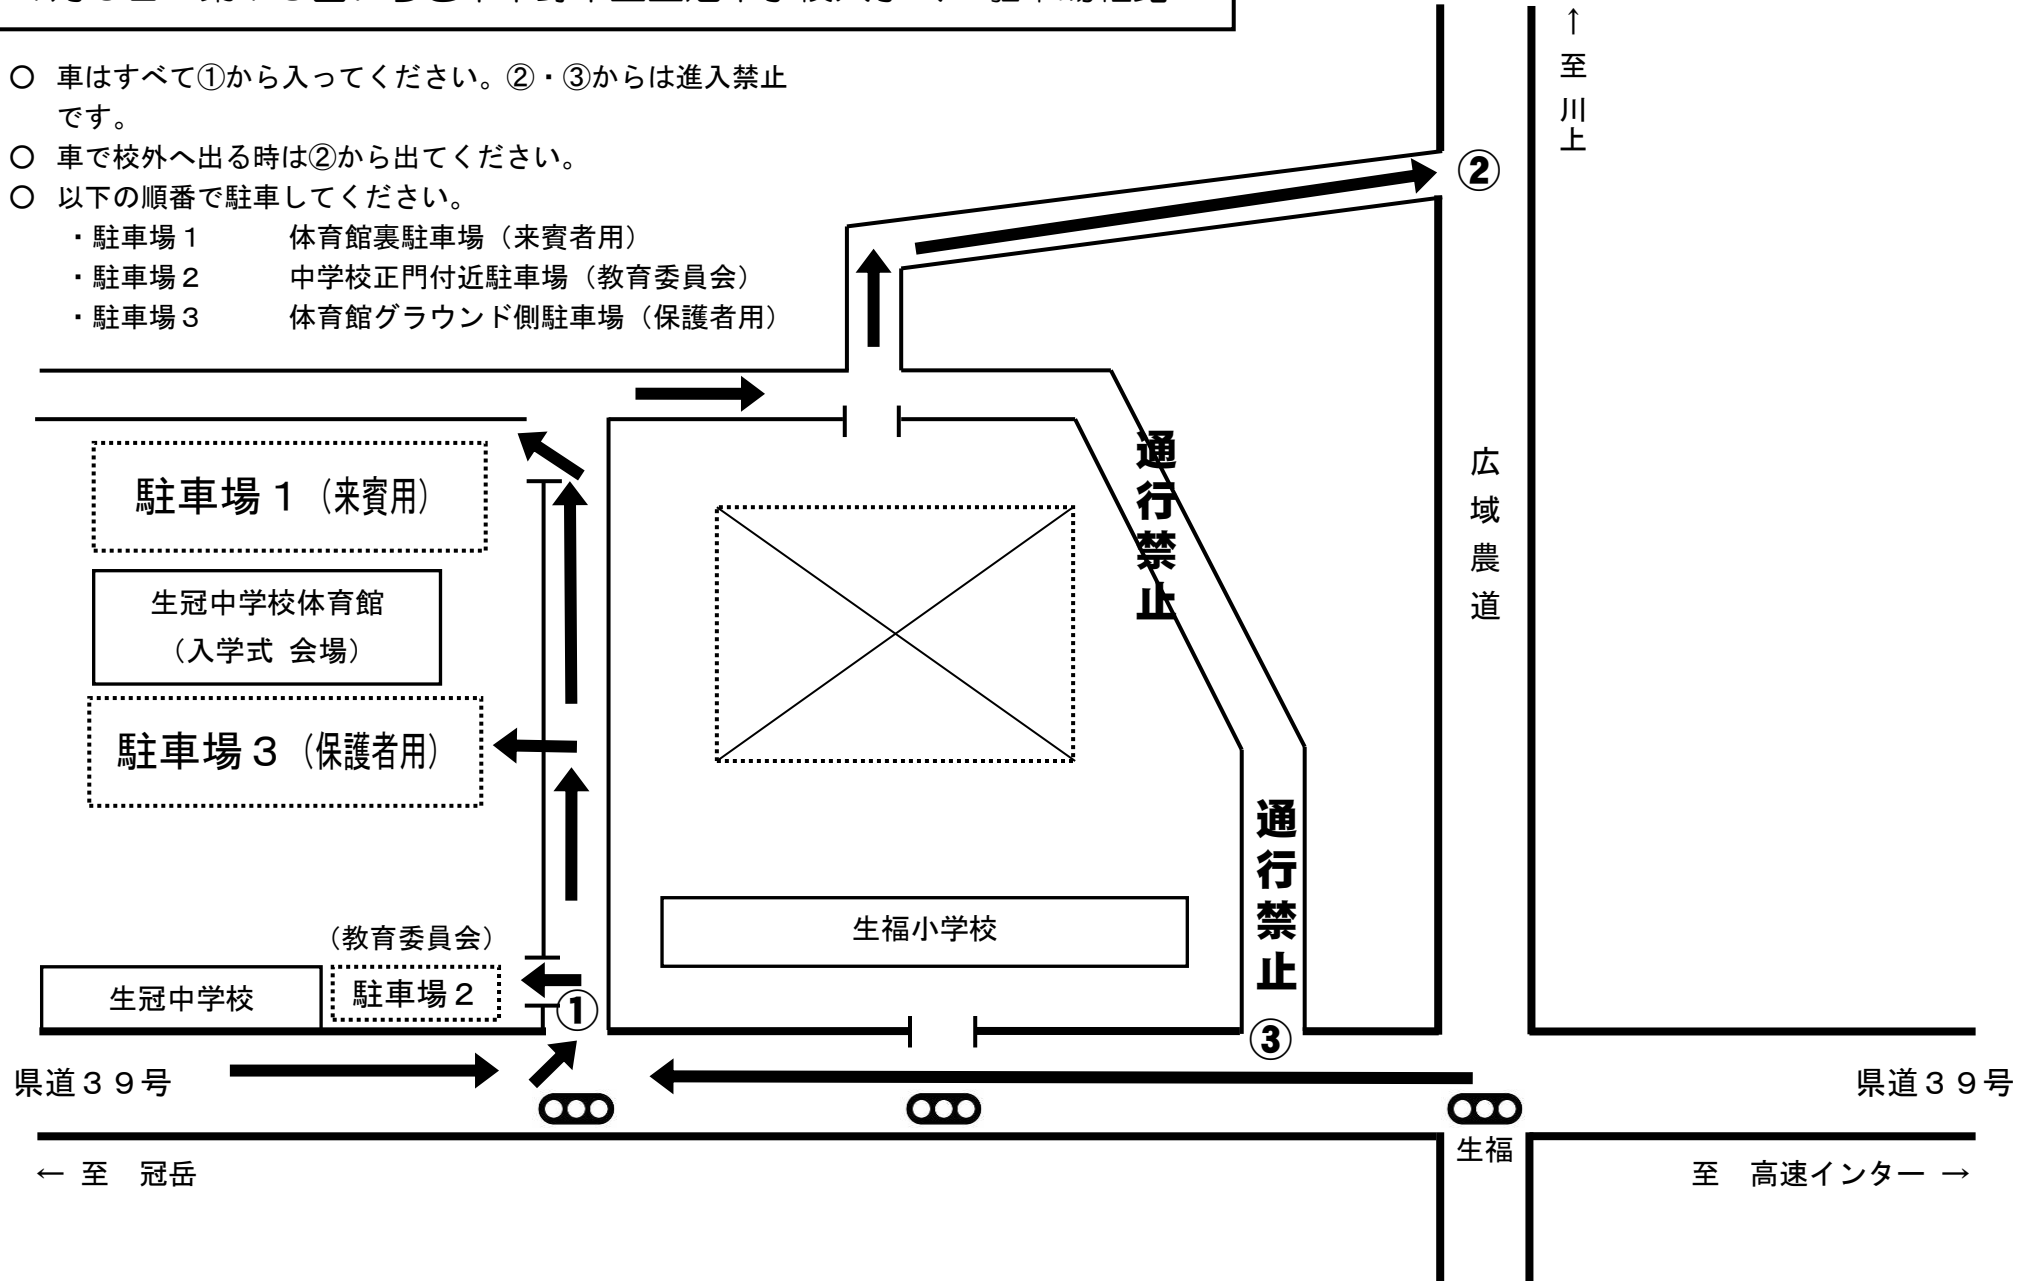 ○ 車はすべて①から入ってください。②・③からは進入禁止
です。
○ 車で校外へ出る時は②から出てください。
○ 以下の順番で駐車してください。
・駐車場１ 体育館裏駐車場（来賓者用）
・駐車場２ 中学校正門付近駐車場（教育委員会）
・駐車場３ 体育館グラウンド側駐車場（保護者用）
↑至川上
②
広域農道
通行禁止
駐車場１（来賓用）
生冠中学校体育館
（入学式 会場）
駐車場３（保護者用）
通行禁止
生福小学校
（教育委員会）
生冠中学校
駐車場２
①
③
県道３９号
県道３９号
生福
← 至 冠岳
至 高速インター →